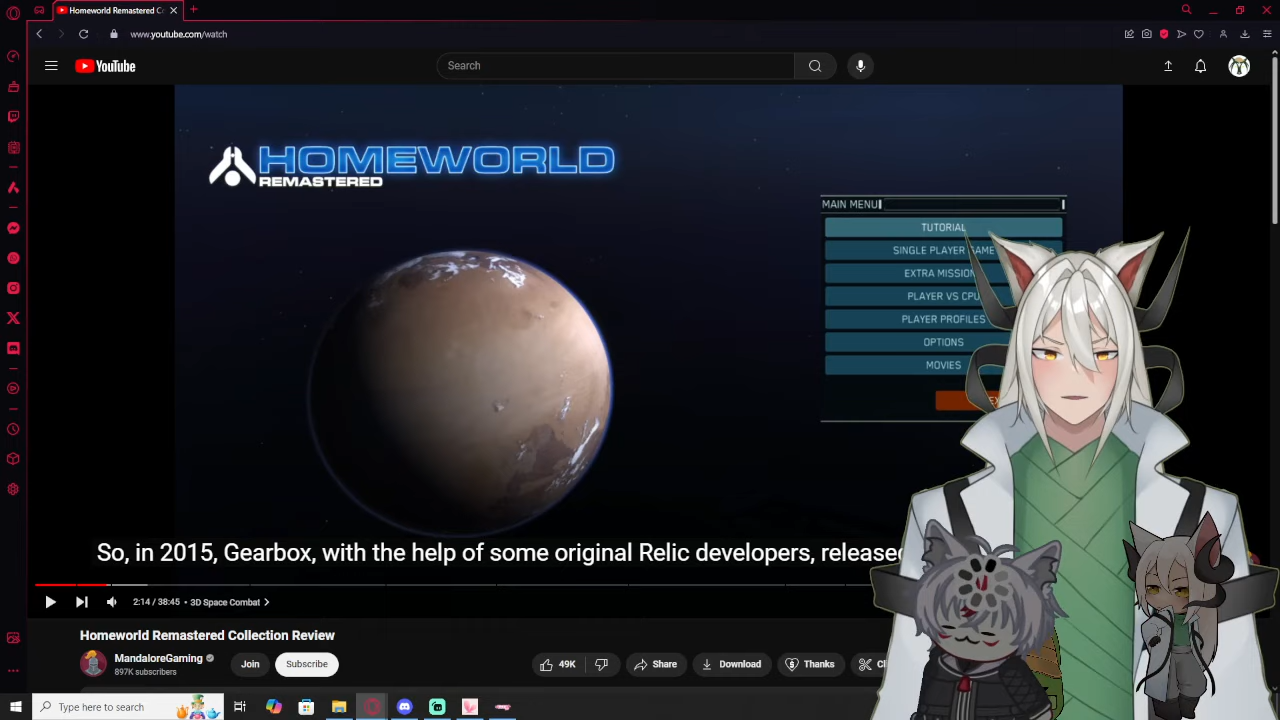 Homeworld Remastered C
www.youtube.com/watch
YouTube
Search
HOMEWORLD
REMASTERED
MAIN MENU
TUTORIAL
SINGLE PLAYER GAME
EXTRA MISSION
PLAYER VS CPU
PLAYER PROFILES
OPTIONS
MOVIES
So, in 2015, Gearbox, with the help of some original Relic developers, released
2:14 / 38:45 • 3D Space Combat
Homeworld Remastered Collection Review
MandaloreGaming
897K subscribers
Join
Subscribe
49K
Share
Download
Thanks
Type here to search